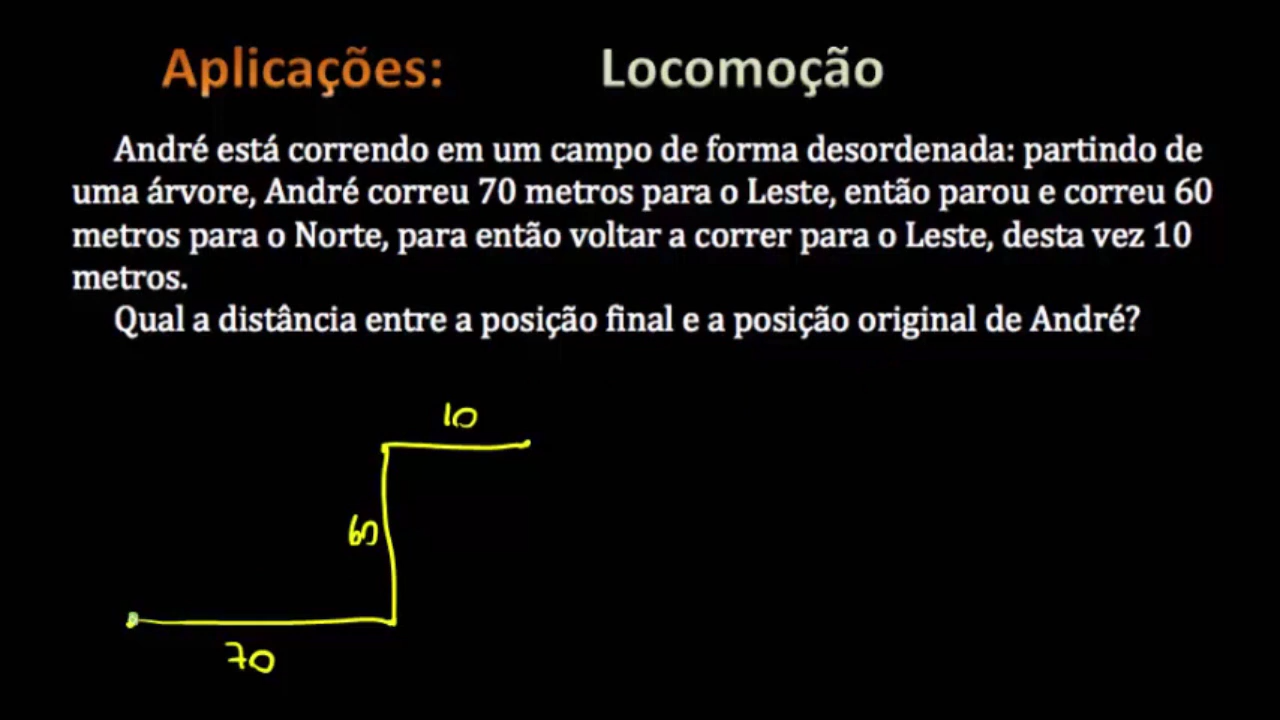 Aplicações: Locomoção
André está correndo em um campo de forma desordenada: partindo de
uma árvore, André correu 70 metros para o Leste, então parou e correu 60
metros para o Norte, para então voltar a correr para o Leste, desta vez 10
metros.
Qual a distância entre a posição final e a posição original de André?
10
60
70